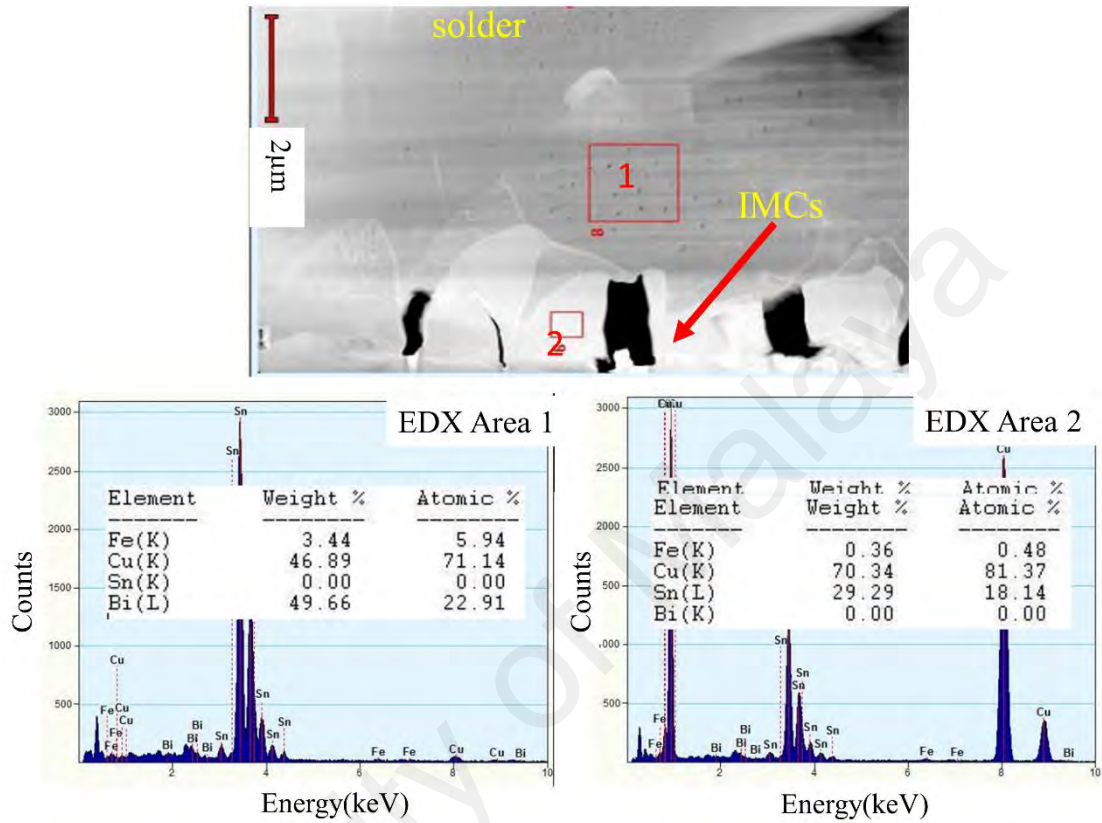 solder
2µm
1
8
IMCs
2
EDX Area 1
3000
2500
2000
1500
1000
500
Sn
Sn
Element Weight % Atomic %
Fe(K) 3.44 5.94
Cu(K) 46.89 71.14
Sn(K) 0.00 0.00
Bi(L) 49.66 22.91
Counts
Cu
Fe
Cu
Fe
Cu
Bi
Bi
Bi
Bi
Sn
Sn
Sn
Sn
Fe
Fe
Cu
Cu
Bi
2 4 6 8 10
Energy(keV)
EDX Area 2
3000
2500
2000
1500
500
Cu
Cu
Element Weight % Atomic %
Element Weight % Atomic %
Fe(K) 0.36 0.48
Cu(K) 70.34 81.37
Sn(L) 29.29 18.14
Bi(K) 0.00 0.00
Counts
Sn
Sn
Sn
Fe
Fe
Bi
Bi
Bi
Bi
Sn
Sn
Sn
Sn
Fe
Fe
Cu
Bi
2 4 6 8 10
Energy(keV)
University of Malaya